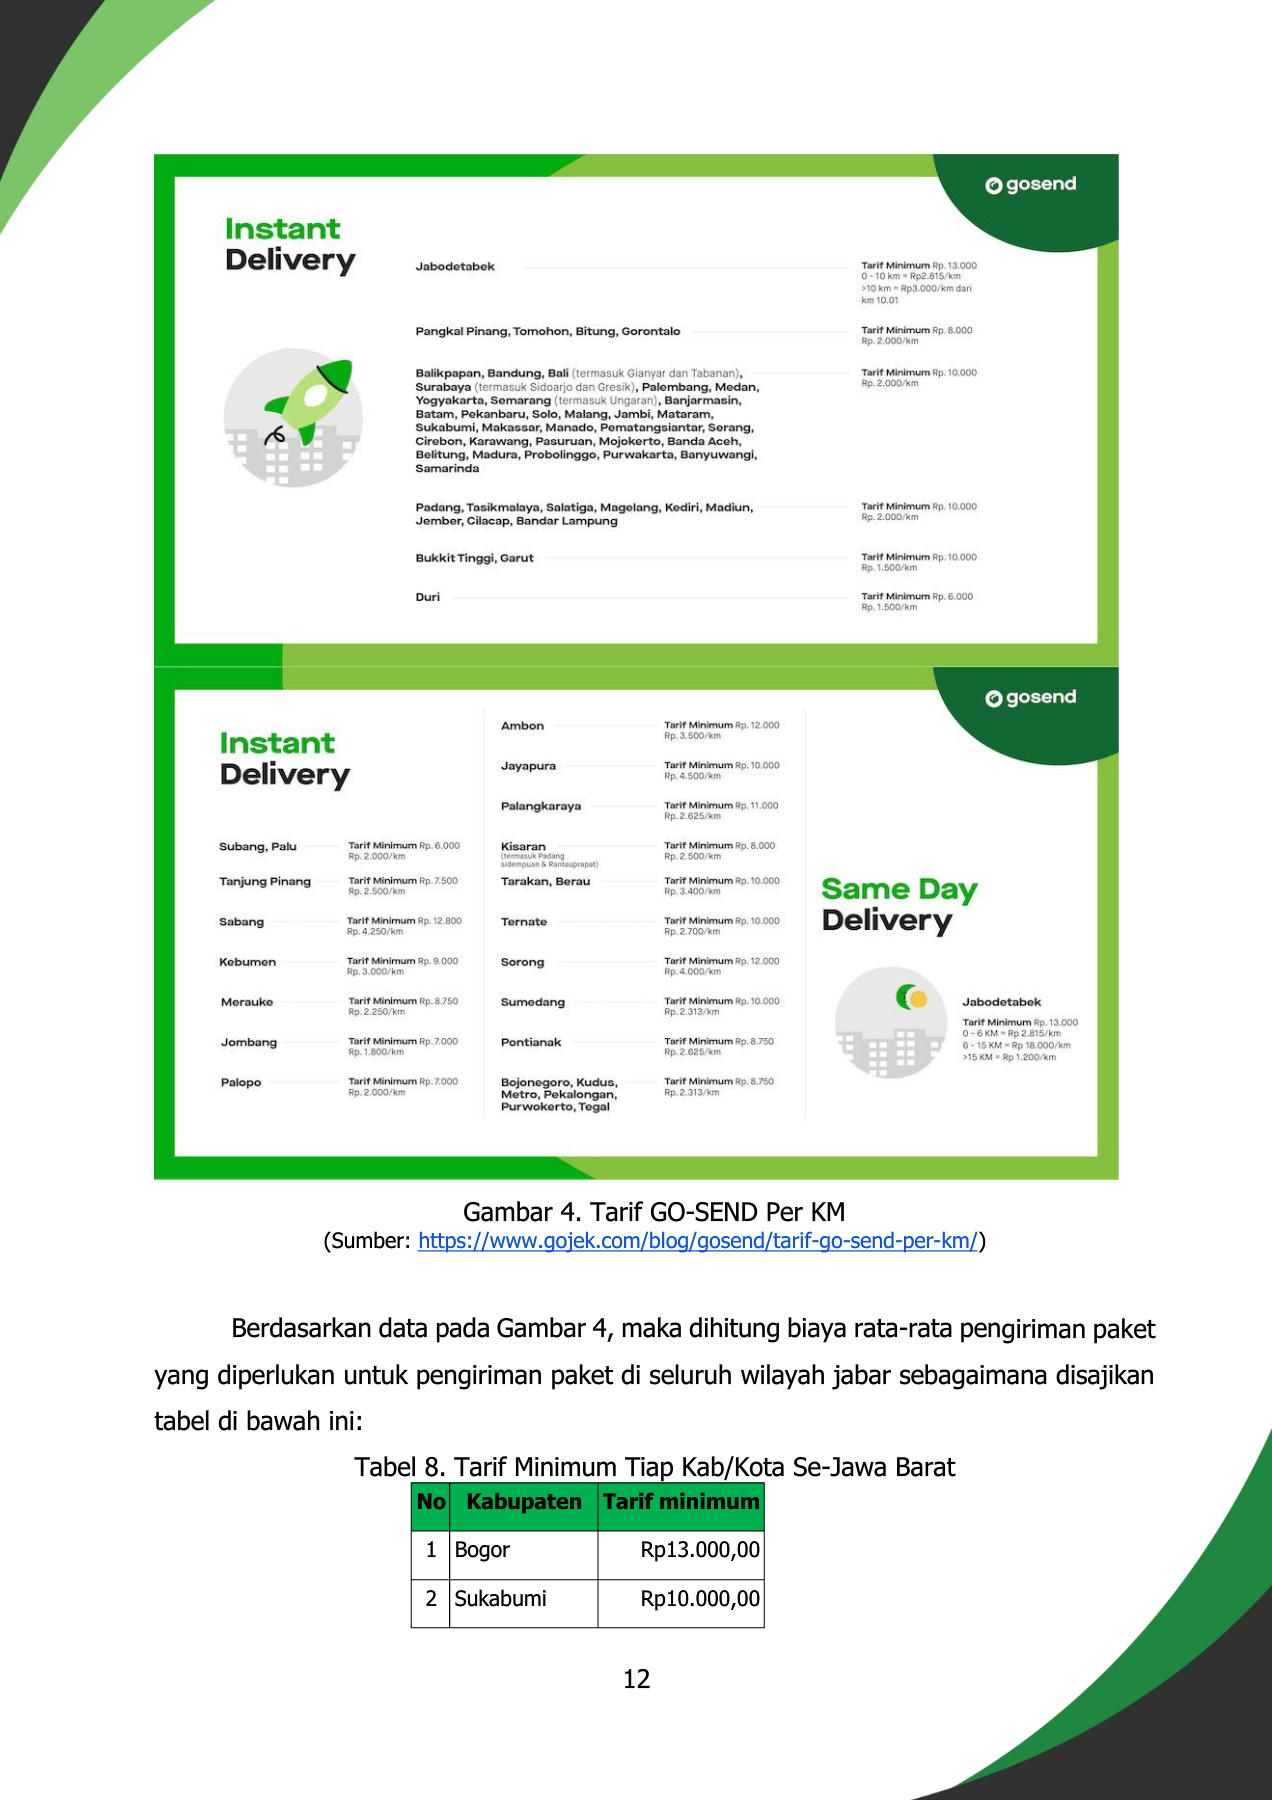 gosend
Instant
Delivery
Jabodetabek
Tarif Minimum Rp. 13.000
0 - 10 km = Rp2.815/km
>10 km = Rp3.000/km dari
km 10.01
Pangkal Pinang, Tomohon, Bitung, Gorontalo
Tarif Minimum Rp. 8.000
Rp. 2.000/km
Balikpapan, Bandung, Bali (termasuk Gianyar dan Tabanan),
Surabaya (termasuk Sidoarjo dan Gresik), Palembang, Medan,
Yogyakarta, Semarang (termasuk Ungaran), Banjarmasin,
Batam, Pekanbaru, Solo, Malang, Jambi, Mataram,
Sukabumi, Makassar, Manado, Pematangsiantar, Serang,
Cirebon, Karawang, Pasuruan, Mojokerto, Banda Aceh,
Belitung, Madura, Probolinggo, Purwakarta, Banyuwangi,
Samarinda
Tarif Minimum Rp. 10.000
Rp. 2.000/km
Padang, Tasikmalaya, Salatiga, Magelang, Kediri, Madiun,
Jember, Cilacap, Bandar Lampung
Tarif Minimum Rp. 10.000
Rp. 2.000/km
Bukkit Tinggi, Garut
Tarif Minimum Rp. 10.000
Rp. 1.500/km
Duri
Tarif Minimum Rp. 6.000
Rp. 1.500/km
gosend
Instant
Delivery
Subang, Palu
Tarif Minimum Rp. 6.000
Rp. 2.000/km
Tanjung Pinang
Tarif Minimum Rp. 7.500
Rp. 2.500/km
Sabang
Tarif Minimum Rp. 12.800
Rp. 4.250/km
Kebumen
Tarif Minimum Rp. 9.000
Rp. 3.000/km
Merauke
Tarif Minimum Rp. 8.750
Rp. 2.250/km
Jombang
Tarif Minimum Rp. 7.000
Rp. 1.800/km
Palopo
Tarif Minimum Rp. 7.000
Rp. 2.000/km
Ambon
Tarif Minimum Rp. 12.000
Rp. 3.500/km
Jayapura
Tarif Minimum Rp. 10.000
Rp. 4.500/km
Palangkaraya
Tarif Minimum Rp. 11.000
Rp. 2.625/km
Kisaran
(termasuk Padang
sidempuan & Rantauprapat)
Tarif Minimum Rp. 8.000
Rp. 2.500/km
Tarakan, Berau
Tarif Minimum Rp. 10.000
Rp. 3.400/km
Ternate
Tarif Minimum Rp. 10.000
Rp. 2.700/km
Sorong
Tarif Minimum Rp. 12.000
Rp. 4.000/km
Sumedang
Tarif Minimum Rp. 10.000
Rp. 2.313/km
Pontianak
Tarif Minimum Rp. 8.750
Rp. 2.625/km
Bojonegoro, Kudus,
Metro, Pekalongan,
Purwokerto, Tegal
Tarif Minimum Rp. 8.750
Rp. 2.313/km
Same Day
Delivery
Jabodetabek
Tarif Minimum Rp. 13.000
0 - 6 KM = Rp 2.815/km
6 - 15 KM = Rp 18.000/km
>15 KM = Rp 1.200/km
Gambar 4. Tarif GO-SEND Per KM
(Sumber: https://www.gojek.com/blog/gosend/tarif-go-send-per-km/)
Berdasarkan data pada Gambar 4, maka dihitung biaya rata-rata pengiriman paket
yang diperlukan untuk pengiriman paket di seluruh wilayah jabar sebagaimana disajikan
tabel di bawah ini:
Tabel 8. Tarif Minimum Tiap Kab/Kota Se-Jawa Barat
No Kabupaten Tarif minimum
1 Bogor Rp13.000,00
2 Sukabumi Rp10.000,00
12